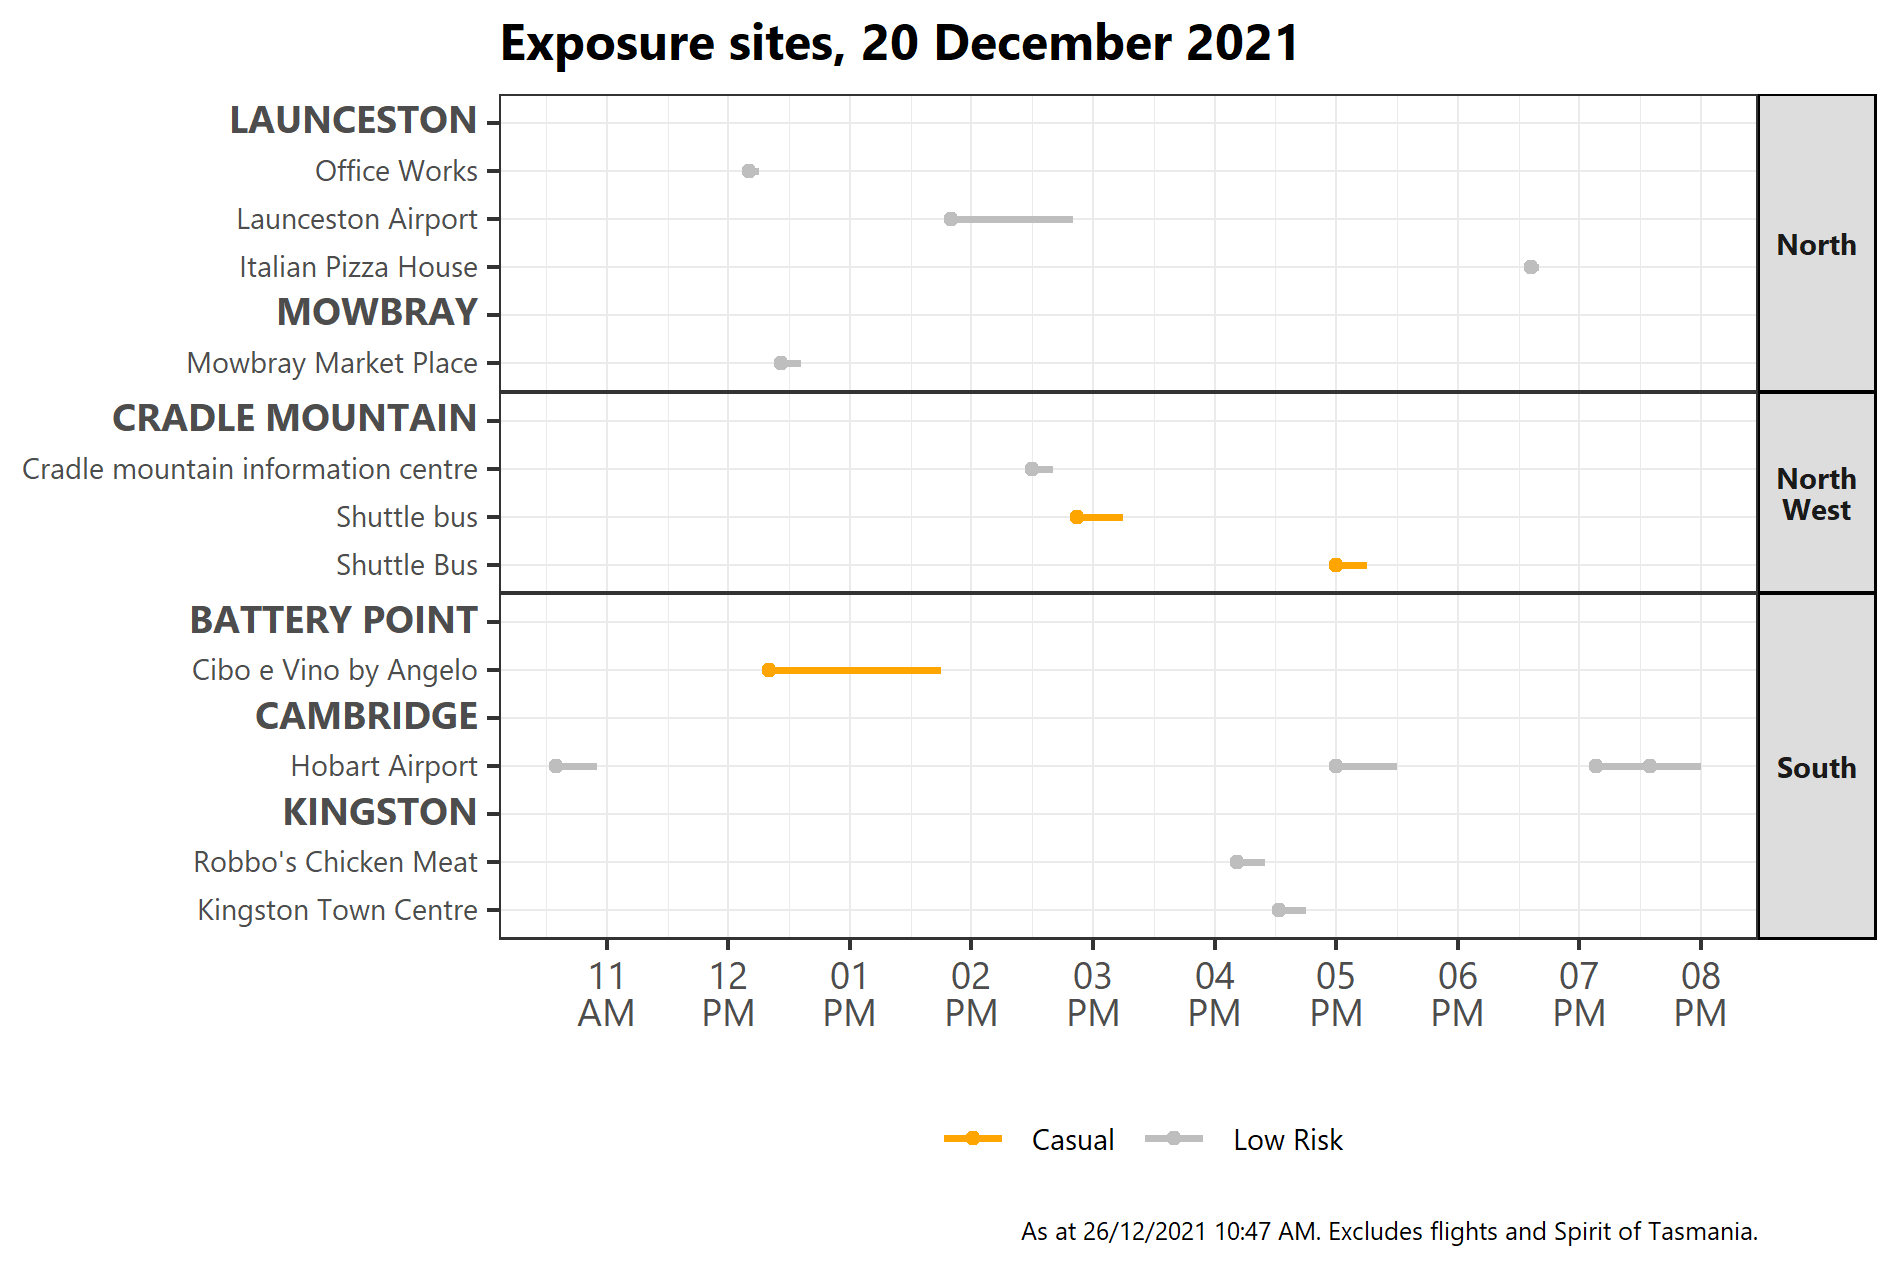 Exposure sites, 20 December 2021
LAUNCESTON
Office Works
Launceston Airport
Italian Pizza House
MOWBRAY
Mowbray Market Place
North
CRADLE MOUNTAIN
Cradle mountain information centre
Shuttle bus
Shuttle Bus
North
West
BATTERY POINT
Cibo e Vino by Angelo
CAMBRIDGE
Hobart Airport
KINGSTON
Robbo's Chicken Meat
Kingston Town Centre
South
11 12 01 02 03 04 05 06 07 08
AM PM PM PM PM PM PM PM PM PM
Casual Low Risk
As at 26/12/2021 10:47 AM. Excludes flights and Spirit of Tasmania.